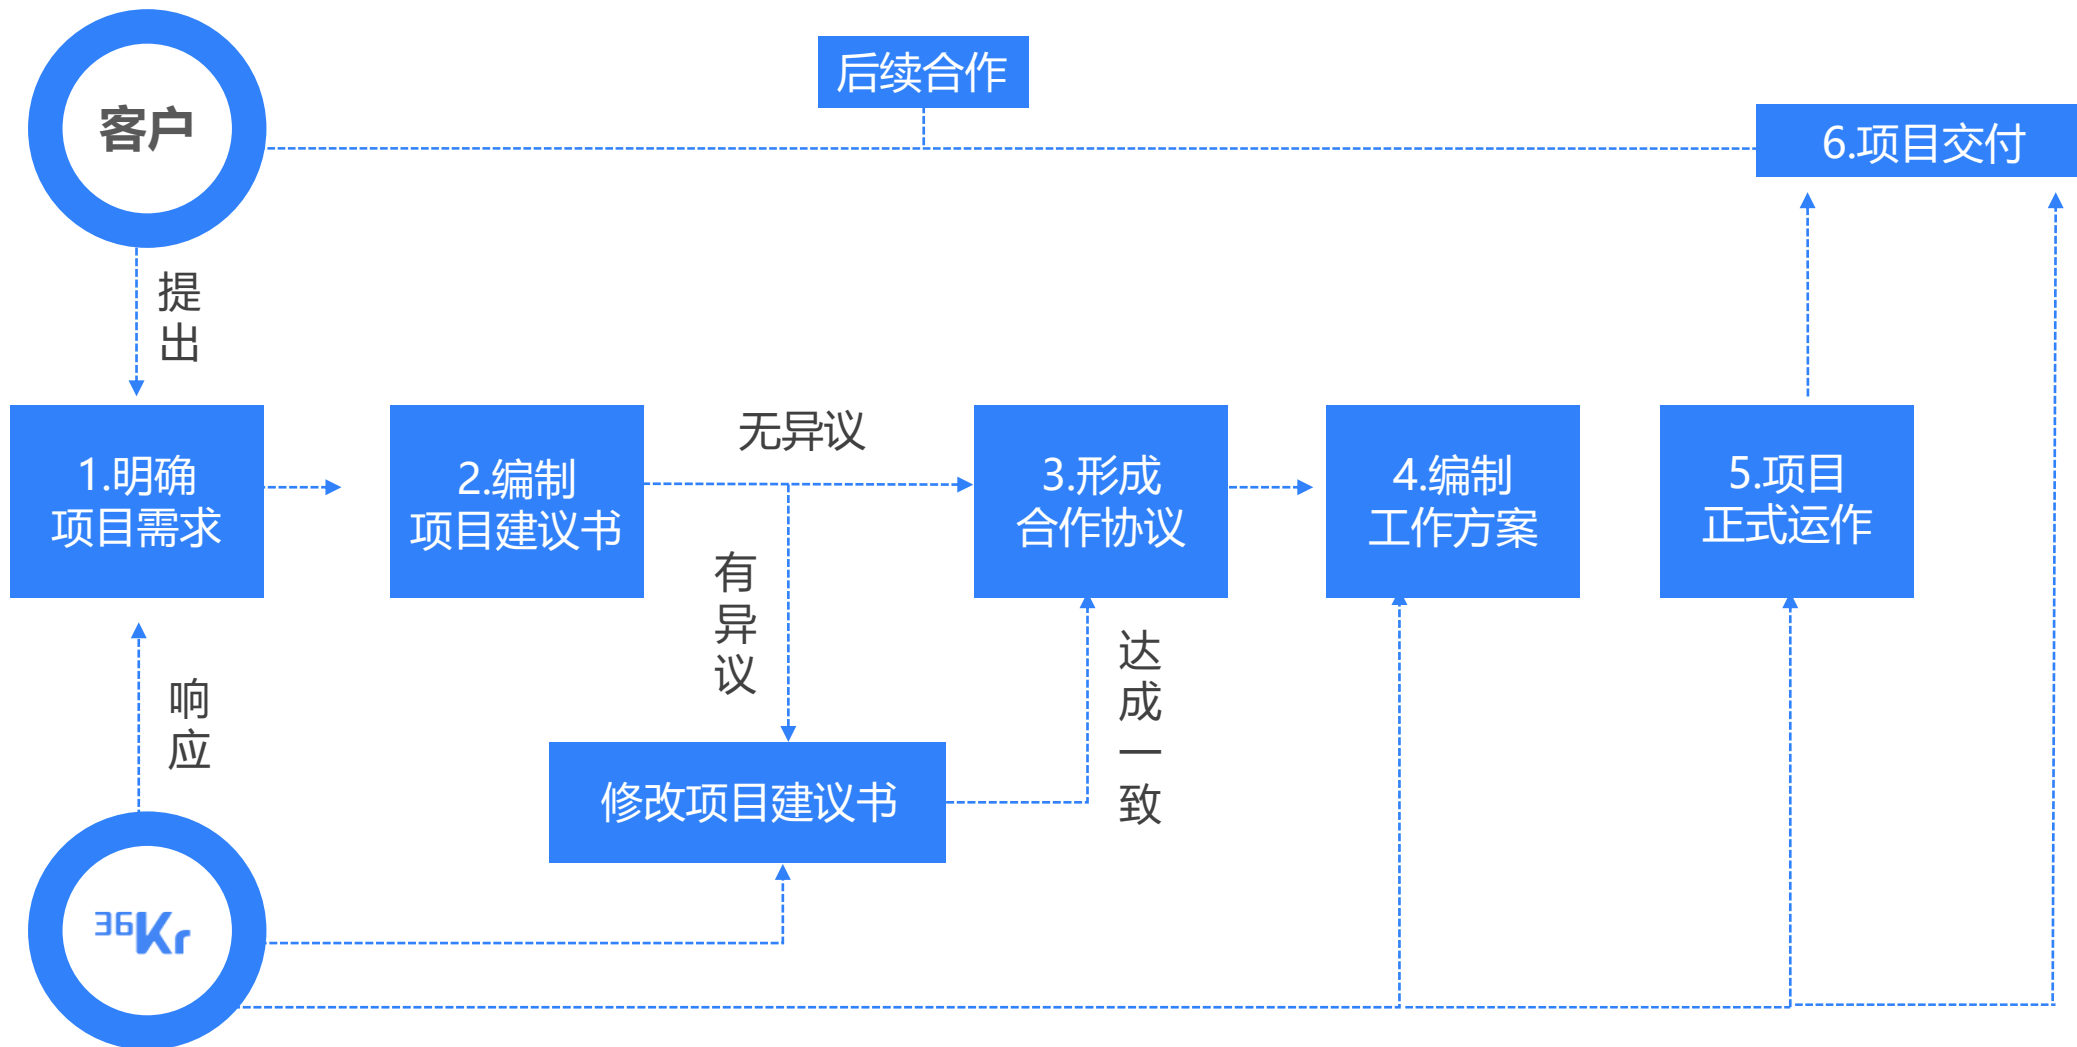 后续合作
客户
6.项目交付
提出
1.明确
项目需求
2.编制
项目建议书
无异议
3.形成
合作协议
4.编制
工作方案
5.项目
正式运作
有异议
达成一致
响应
修改项目建议书
36Kr